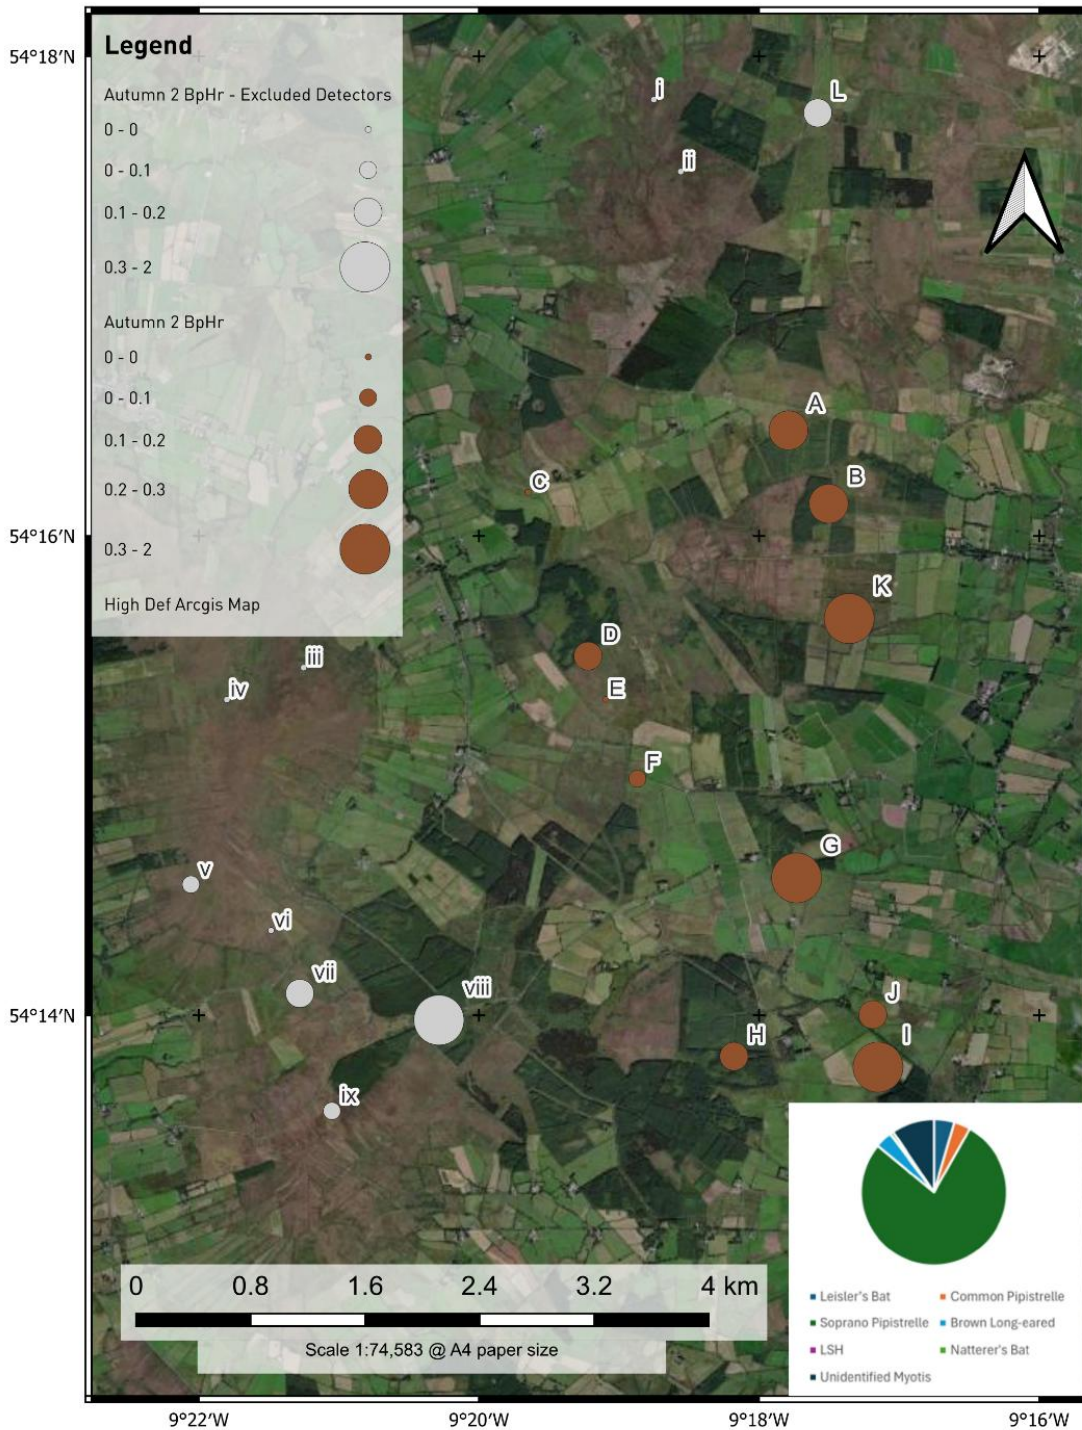 Legend
Autumn 2 BpHr - Excluded Detectors
0 - 0
0 - 0.1
0.1 - 0.2
0.3 - 2
Autumn 2 BpHr
0 - 0
0 - 0.1
0.1 - 0.2
0.2 - 0.3
0.3 - 2
High Def Arcgis Map
54°18′N
54°16′N
54°14′N
i
L
ii
A
C
B
K
D
iii
E
iv
F
G
v
vi
vii
viii
J
H
I
ix
0 0.8 1.6 2.4 3.2 4 km
Scale 1:74,583 @ A4 paper size
Leisler's Bat Common Pipistrelle
Soprano Pipistrelle Brown Long-eared
LSH Natterer's Bat
Unidentified Myotis
9°22′W 9°20′W 9°18′W 9°16′W